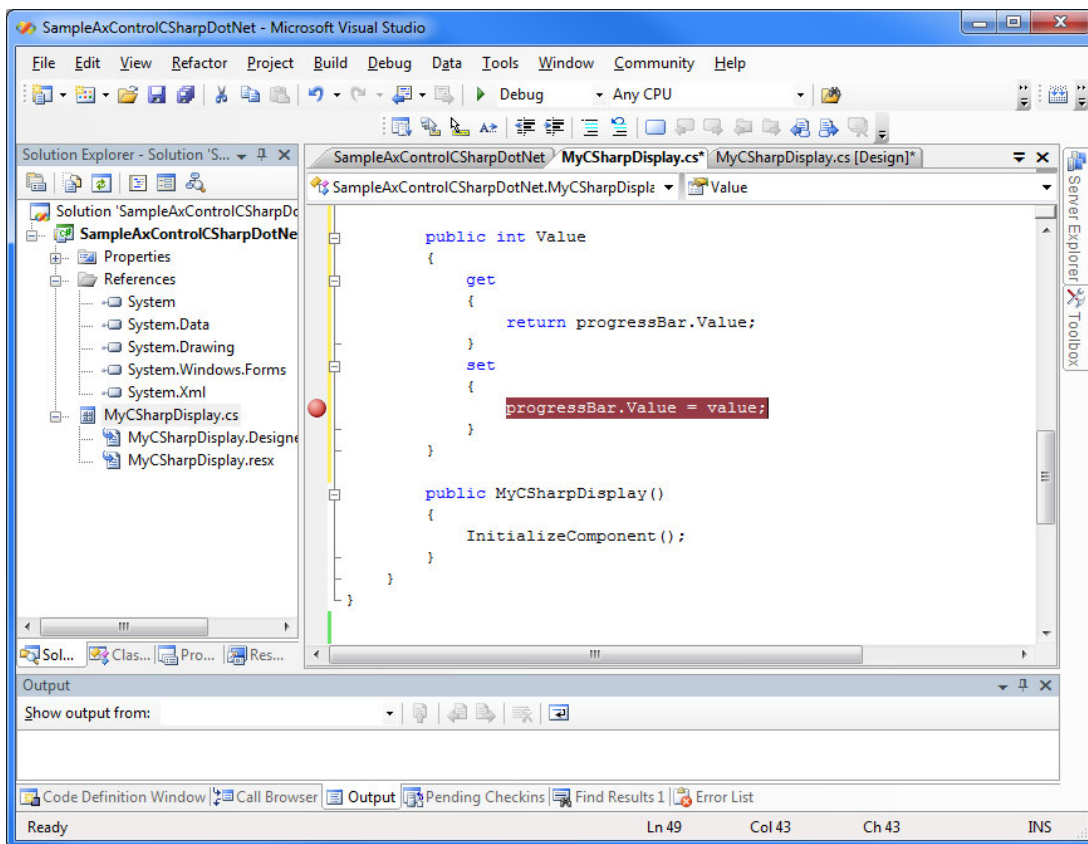 SampleAxControlCSharpDotNet - Microsoft Visual Studio
File Edit View Refactor Project Build Debug Data Tools Window Community Help
Debug Any CPU
Solution Explorer - Solution 'S...
SampleAxControlCSharpDotNet MyCSharpDisplay.cs* MyCSharpDisplay.cs [Design]*
SampleAxControlCSharpDotNet.MyCSharpDispla Value
Solution 'SampleAxControlCSharpDo
SampleAxControlCSharpDotNe
Properties
References
System
System.Data
System.Drawing
System.Windows.Forms
System.Xml
MyCSharpDisplay.cs
MyCSharpDisplay.Designe
MyCSharpDisplay.resx
public int Value
{
get
{
return progressBar.Value;
}
set
{
progressBar.Value = value;
}
}
public MyCSharpDisplay()
{
InitializeComponent();
}
}
}
Server Explorer
Toolbox
Sol... Clas... Pro... Res...
Output
Show output from:
Code Definition Window Call Browser Output Pending Checkins Find Results 1 Error List
Ready Ln 49 Col 43 Ch 43 INS